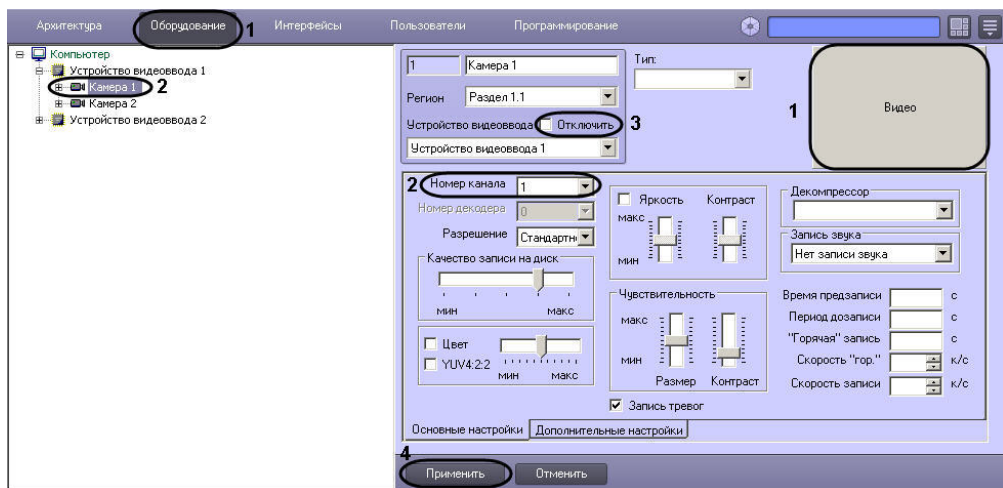 Архитектура Оборудование 1 Интерфейсы Пользователи Программирование
Компьютер
Устройство видеоввода 1
Камера 1 2
Камера 2
Устройство видеоввода 2
1 Камера 1
Тип:
Регион Раздел 1.1
Устройство видеоввода Отключить 3
Устройство видеоввода 1
1 Видео
2 Номер канала 1
Номер декодера 0
Разрешение Стандартн
Качество записи на диск
мин макс
Цвет
YUV4:2:2
мин макс
Яркость Контраст
макс
мин
Чувствительность
макс
мин
Размер Контраст
Запись тревог
Декомпрессор
Запись звука
Нет записи звука
Время предзаписи с
Период дозаписи с
"Горячая" запись с
Скорость "гор." к/с
Скорость записи к/с
Основные настройки Дополнительные настройки
4
Применить Отменить